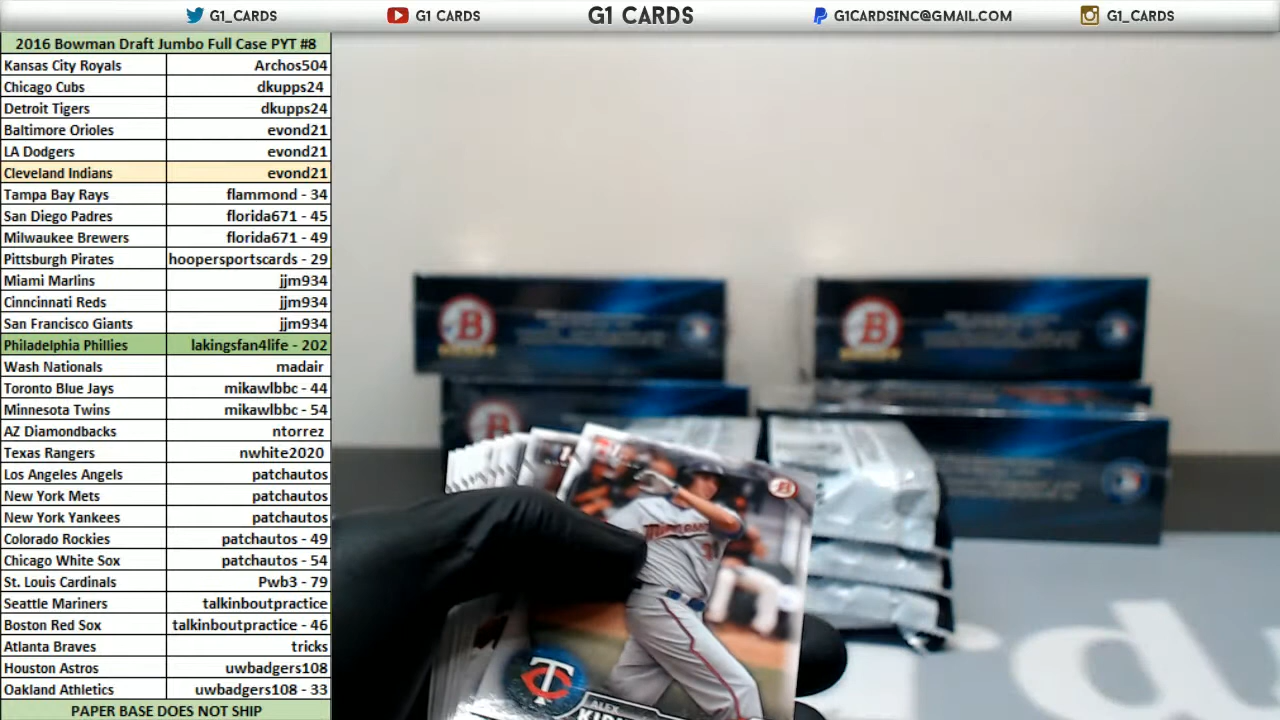 G1_CARDS
G1 CARDS
G1 CARDS
G1CARDSINC@GMAIL.COM
G1_CARDS
2016 Bowman Draft Jumbo Full Case PYT #8
Kansas City Royals Archos504
Chicago Cubs dkupps24
Detroit Tigers dkupps24
Baltimore Orioles evond21
LA Dodgers evond21
Cleveland Indians evond21
Tampa Bay Rays flammond - 34
San Diego Padres florida671 - 45
Milwaukee Brewers florida671 - 49
Pittsburgh Pirates hoopersportscards - 29
Miami Marlins jjm934
Cinncinnati Reds jjm934
San Francisco Giants jjm934
Philadelphia Phillies lakingsfan4life - 202
Wash Nationals madair
Toronto Blue Jays mikawlbbc - 44
Minnesota Twins mikawlbbc - 54
AZ Diamondbacks ntorrez
Texas Rangers nwhite2020
Los Angeles Angels patchautos
New York Mets patchautos
New York Yankees patchautos
Colorado Rockies patchautos - 49
Chicago White Sox patchautos - 54
St. Louis Cardinals Pwb3 - 79
Seattle Mariners talkinboutpractice
Boston Red Sox talkinboutpractice - 46
Atlanta Braves tricks
Houston Astros uwbadgers108
Oakland Athletics uwbadgers108 - 33
PAPER BASE DOES NOT SHIP
B
B
B
TC
ALEX